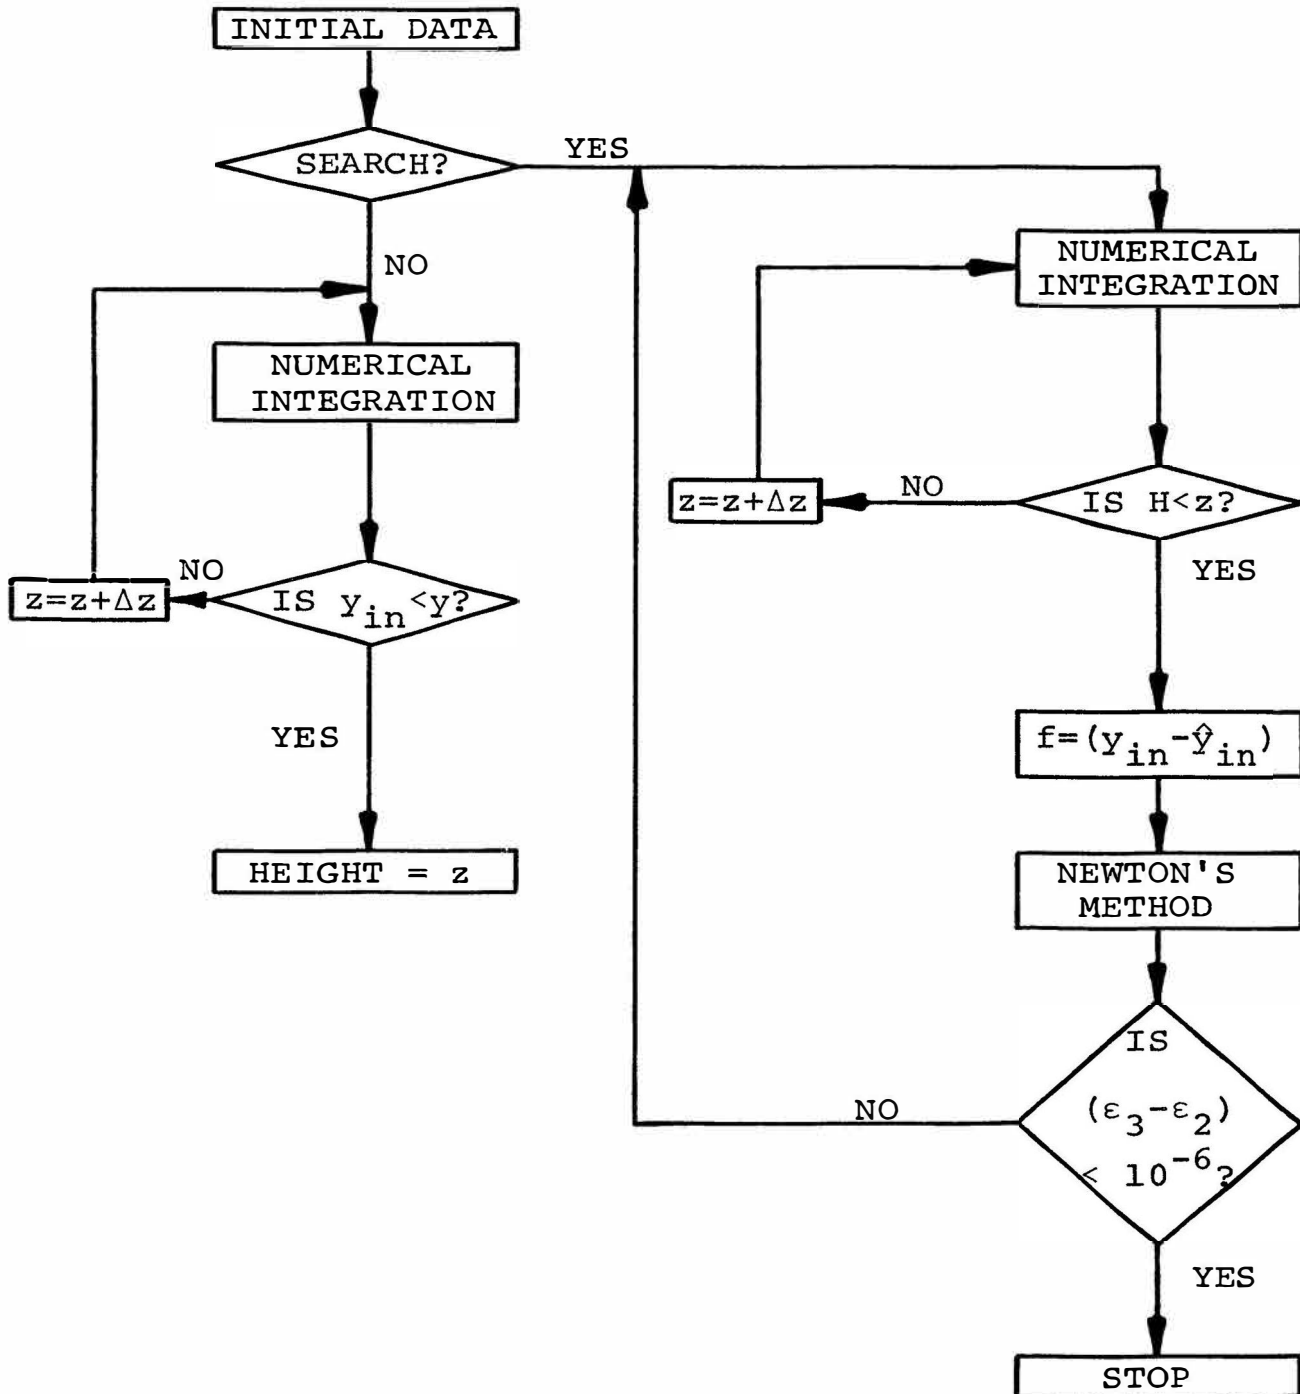 INITIAL DATA
SEARCH?
YES
NO
NUMERICAL
INTEGRATION
NO
z=z+Δz
IS y_in<y?
YES
HEIGHT = z
NUMERICAL
INTEGRATION
NO
z=z+Δz
IS H<z?
YES
f=(y_in-ŷ_in)
NEWTON'S
METHOD
IS
(ε_3-ε_2)
< 10^-6?
NO
YES
STOP